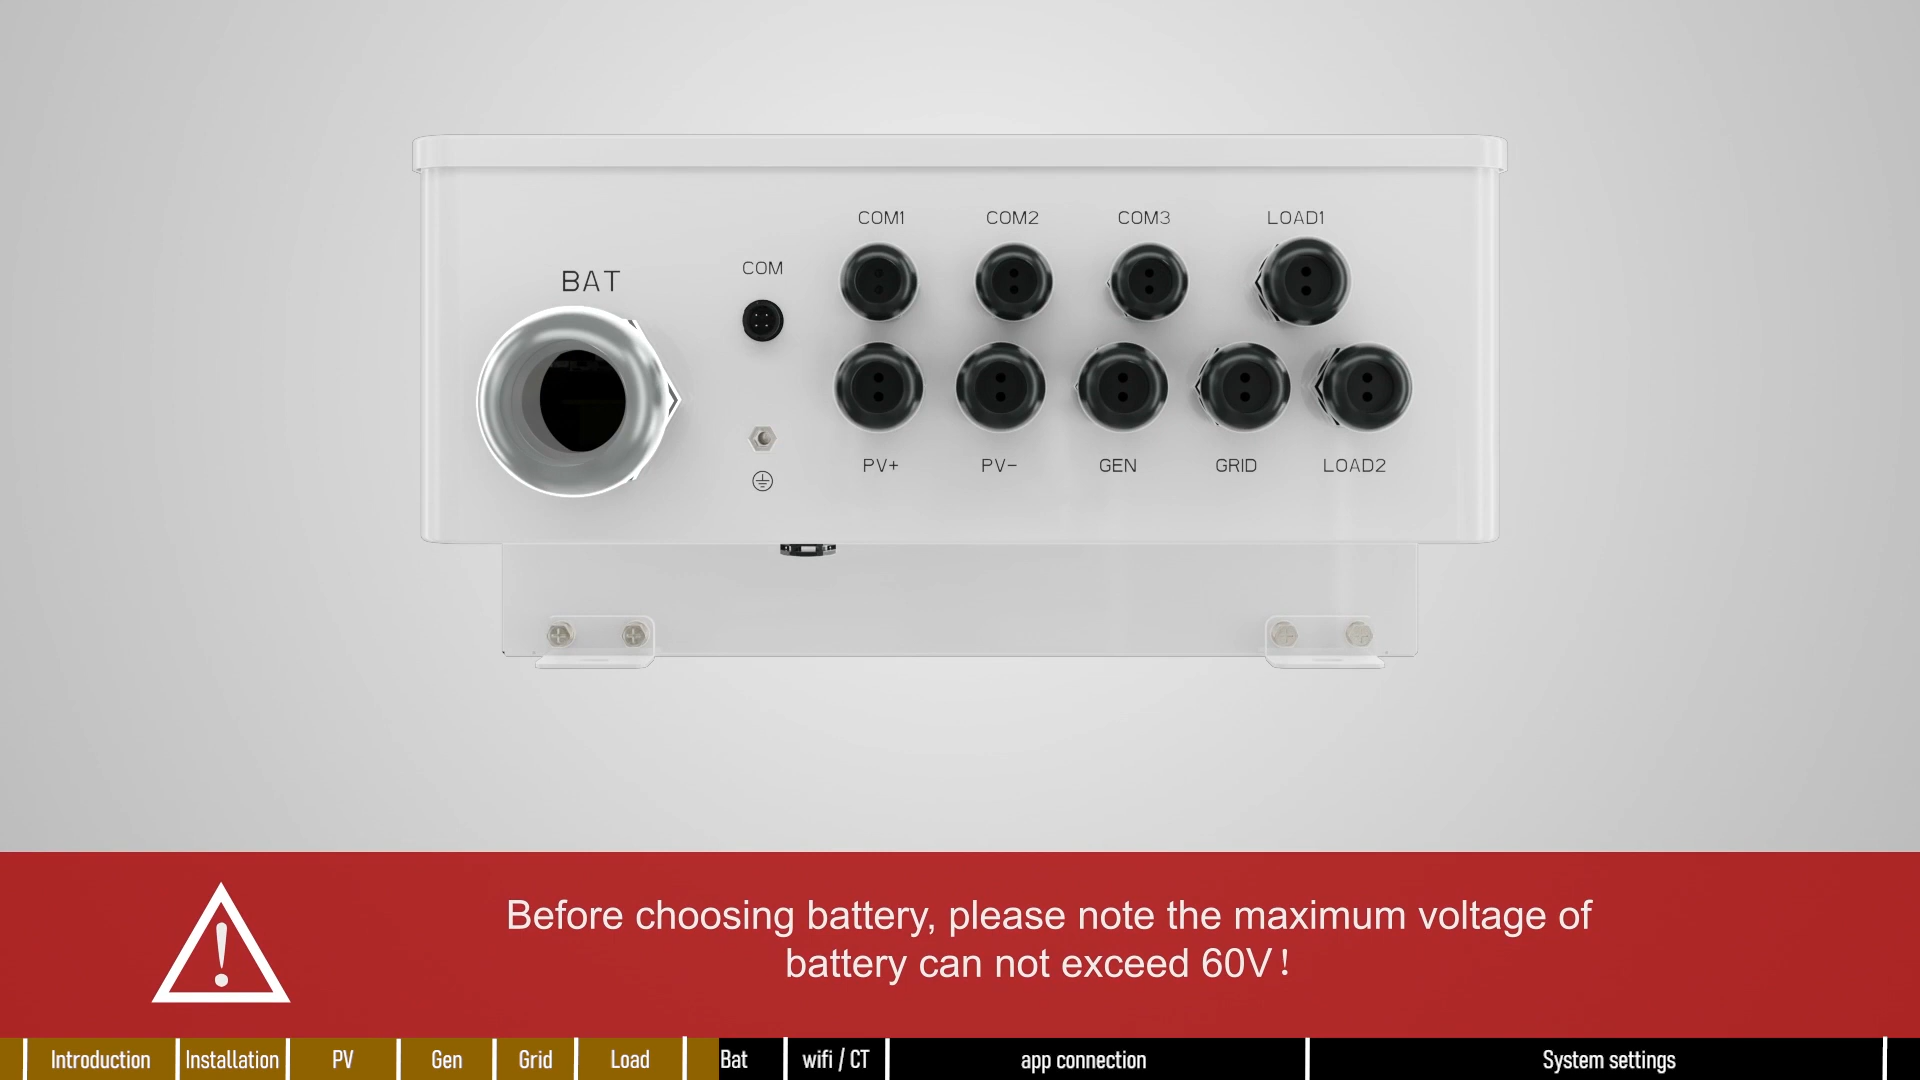 COM1 COM2 COM3 LOAD1
COM
BAT
PV+ PV- GEN GRID LOAD2
Before choosing battery, please note the maximum voltage of
battery can not exceed 60V!
Introduction Installation PV Gen Grid Load Bat wifi / CT app connection System settings